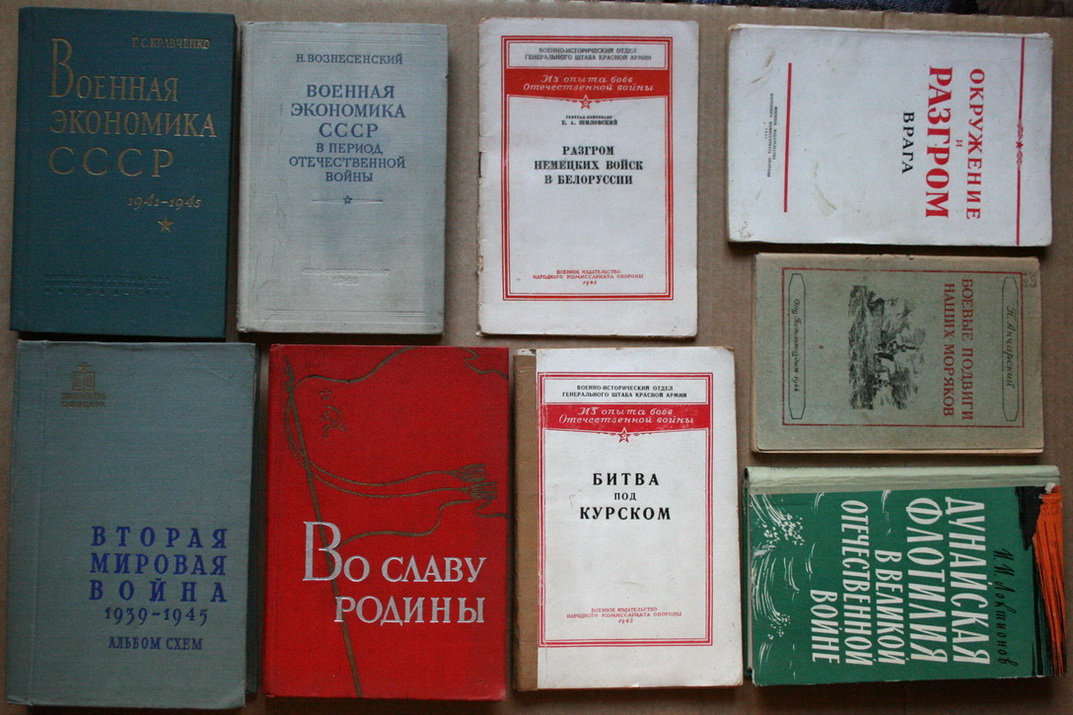 Г. С. КРАВЧЕНКО
ВОЕННАЯ
ЭКОНОМИКА
СССР
1941-1945
Н. ВОЗНЕСЕНСКИЙ
ВОЕННАЯ
ЭКОНОМИКА
СССР
В ПЕРИОД
ОТЕЧЕСТВЕННОЙ
ВОЙНЫ
ВОЕННО-ИСТОРИЧЕСКИЙ ОТДЕЛ
ГЕНЕРАЛЬНОГО ШТАБА КРАСНОЙ АРМИИ
Из опыта боев
Отечественной войны
Е. А. ШИЛОВСКИЙ
РАЗГРОМ
НЕМЕЦКИХ ВОЙСК
В БЕЛОРУССИИ
ВОЕННОЕ ИЗДАТЕЛЬСТВО
НАРОДНОГО КОМИССАРИАТА ОБОРОНЫ
ОКРУЖЕНИЕ
И
РАЗГРОМ
ВРАГА
Н. Янчарский
БОЕВЫЕ ПОДВИГИ
НАШИХ МОРЯКОВ
ВТОРАЯ
МИРОВАЯ
ВОЙНА
1939-1945
АЛЬБОМ СХЕМ
ВО СЛАВУ
РОДИНЫ
ВОЕННО-ИСТОРИЧЕСКИЙ ОТДЕЛ
ГЕНЕРАЛЬНОГО ШТАБА КРАСНОЙ АРМИИ
Из опыта боев
Отечественной войны
БИТВА
ПОД
КУРСКОМ
ВОЕННОЕ ИЗДАТЕЛЬСТВО
НАРОДНОГО КОМИССАРИАТА ОБОРОНЫ
1945
И. И. Локтионов
ДУНАЙСКАЯ
ФЛОТИЛИЯ
В ВЕЛИКОЙ
ОТЕЧЕСТВЕННОЙ
ВОЙНЕ